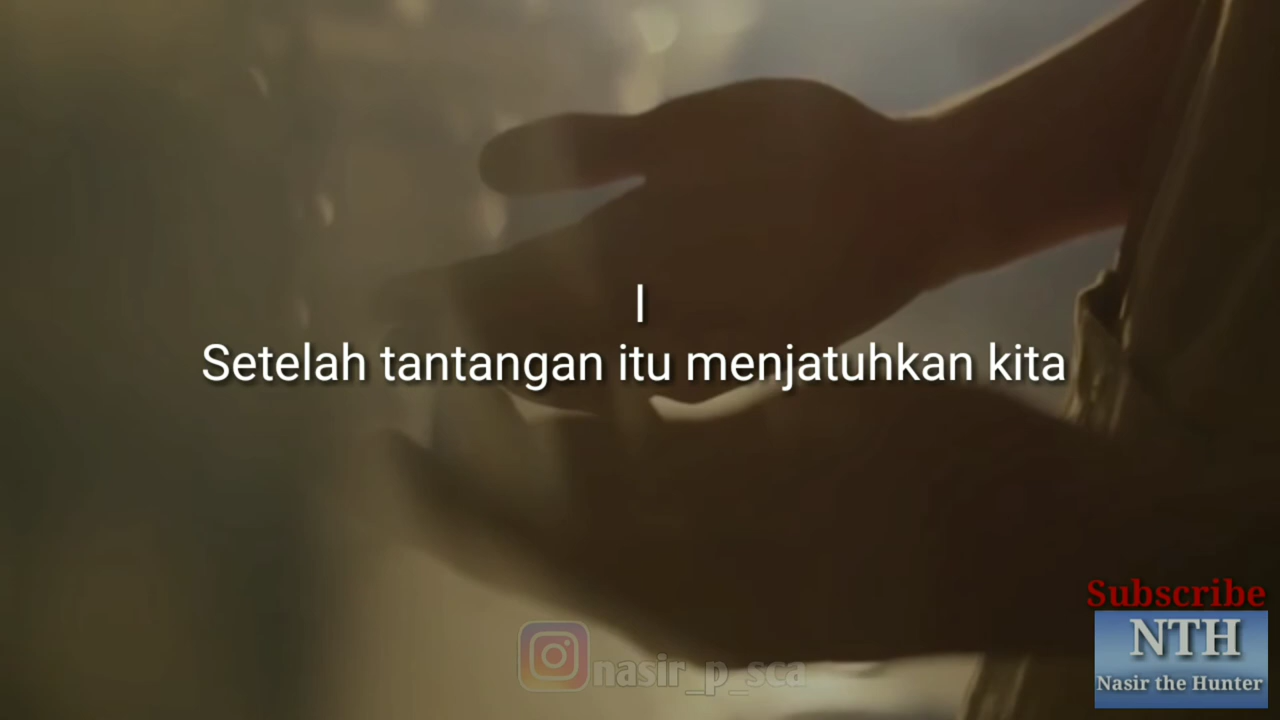 I
Setelah tantangan itu menjatuhkan kita
Subscribe
NTH
Nasir the Hunter
nasir_p_sca